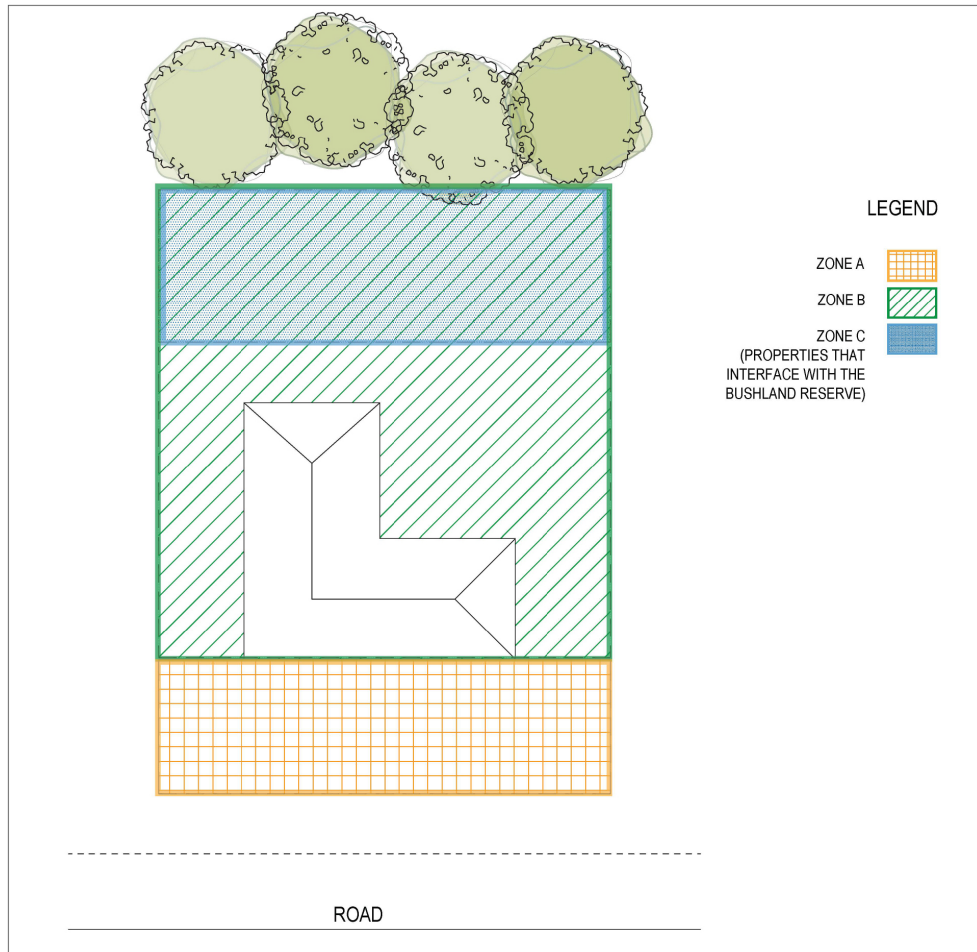 LEGEND
ZONE A
ZONE B
ZONE C
(PROPERTIES THAT
INTERFACE WITH THE
BUSHLAND RESERVE)
ROAD